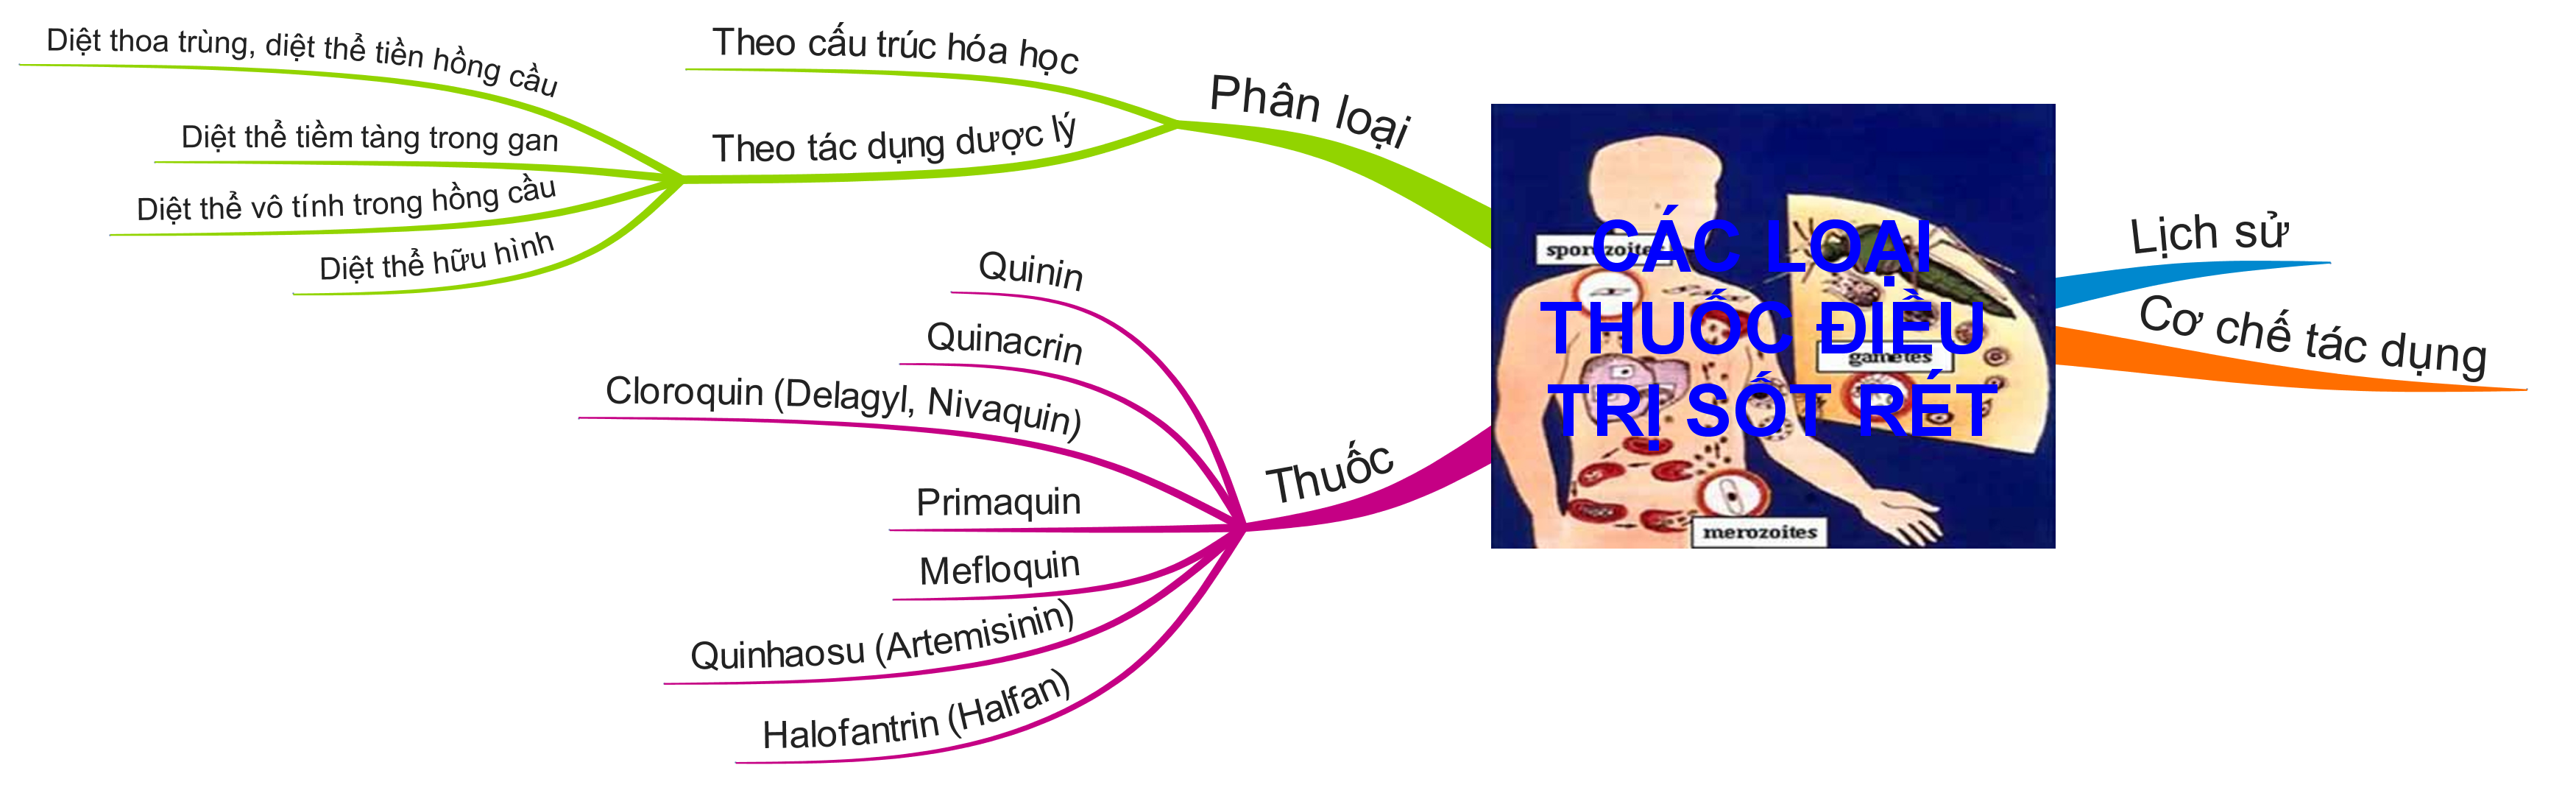 CÁC LOẠI
THUỐC ĐIỀU
TRỊ SỐT RÉT
sporozoites
gametes
merozoites
Lịch sử
Cơ chế tác dụng
Phân loại
Theo cấu trúc hóa học
Theo tác dụng dược lý
Diệt thoa trùng, diệt thể tiền hồng cầu
Diệt thể tiềm tàng trong gan
Diệt thể vô tính trong hồng cầu
Diệt thể hữu hình
Thuốc
Quinin
Quinacrin
Cloroquin (Delagyl, Nivaquin)
Primaquin
Mefloquin
Quinhaosu (Artemisinin)
Halofantrin (Halfan)